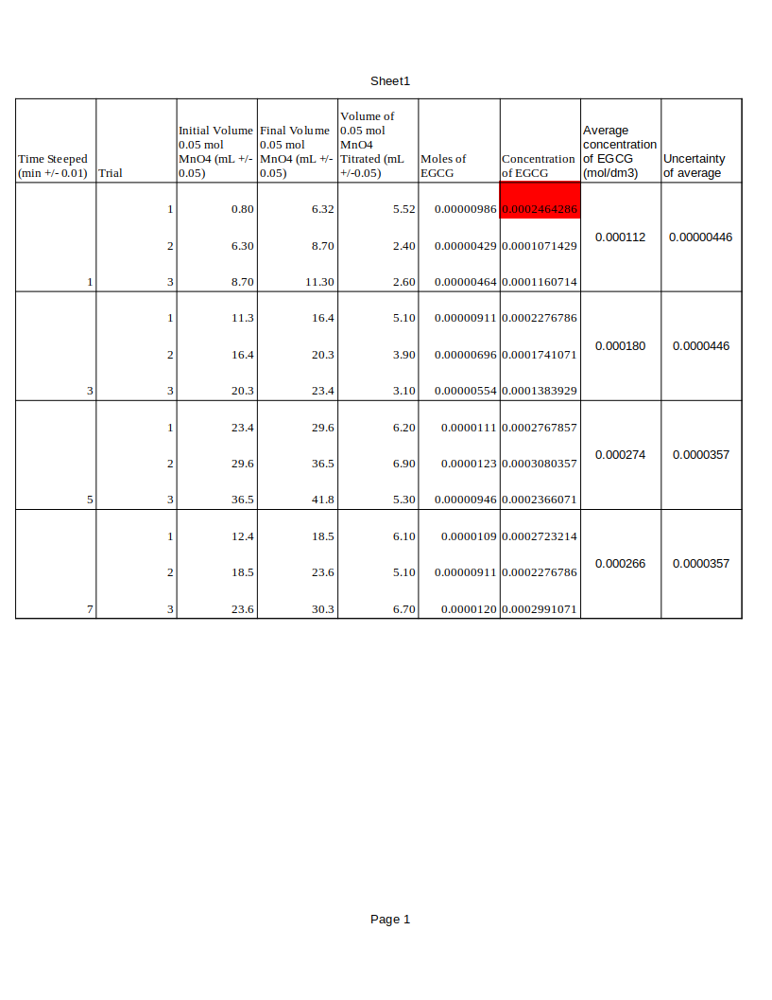 Sheet1
Time Steeped (min +/- 0.01) Trial Initial Volume 0.05 mol MnO4 (mL +/- 0.05) Final Volume 0.05 mol MnO4 (mL +/- 0.05) Volume of 0.05 mol MnO4 Titrated (mL +/-0.05) Moles of EGCG Concentration of EGCG Average concentration of EGCG (mol/dm3) Uncertainty of average
1 0.80 6.32 5.52 0.00000986 0.0002464286
0.000112 0.00000446
2 6.30 8.70 2.40 0.00000429 0.0001071429
1 3 8.70 11.30 2.60 0.00000464 0.0001160714
1 11.3 16.4 5.10 0.00000911 0.0002276786
0.000180 0.0000446
2 16.4 20.3 3.90 0.00000696 0.0001741071
3 3 20.3 23.4 3.10 0.00000554 0.0001383929
1 23.4 29.6 6.20 0.0000111 0.0002767857
0.000274 0.0000357
2 29.6 36.5 6.90 0.0000123 0.0003080357
5 3 36.5 41.8 5.30 0.00000946 0.0002366071
1 12.4 18.5 6.10 0.0000109 0.0002723214
0.000266 0.0000357
2 18.5 23.6 5.10 0.00000911 0.0002276786
7 3 23.6 30.3 6.70 0.0000120 0.0002991071
Page 1